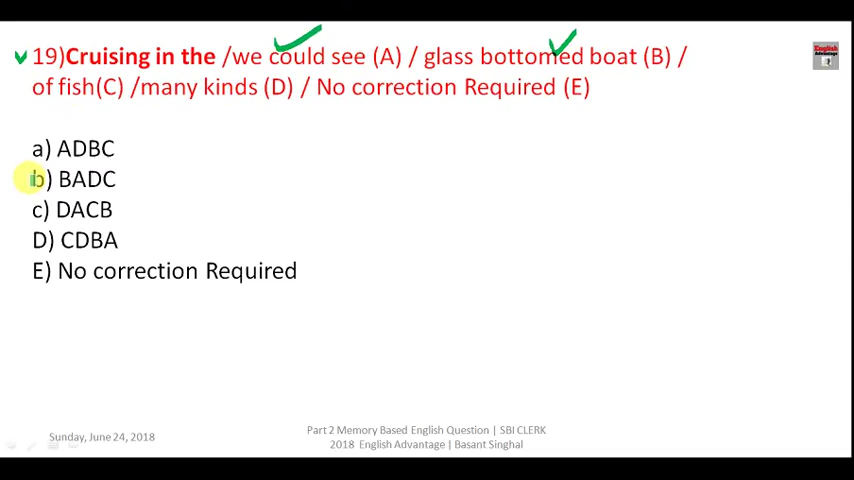 19)Cruising in the /we could see (A) / glass bottomed boat (B) /
of fish(C) /many kinds (D) / No correction Required (E)
English
Advantage
a) ADBC
b) BADC
c) DACB
D) CDBA
E) No correction Required
Sunday, June 24, 2018
Part 2 Memory Based English Question | SBI CLERK
2018 English Advantage | Basant Singhal